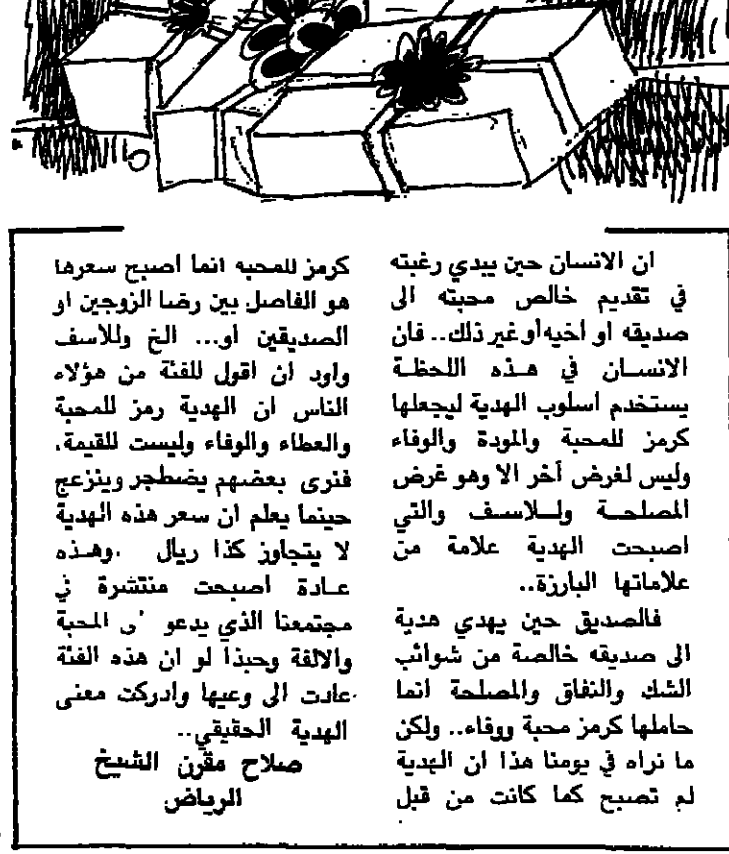 ان الانسان حين يبدي رغبته
في تقديم خالص محبته الى
صديقه او أخيه أو غير ذلك.. فان
الانسان في هذه اللحظة
يستخدم اسلوب الهدية ليجعلها
كرمز للمحبة والمودة والوفاء
وليس لغرض أخر الا وهو غرض
المصلحة وللاسف والتي
اصبحت الهدية علامة من
علاماتها البارزة..
فالصديق حين يهدي هدية
الى صديقه خالصة من شوائب
الشك والنفاق والمصلحة انما
حاملها كرمز محبة ووفاء.. ولكن
ما نراه في يومنا هذا ان الهدية
لم تصبح كما كانت من قبل
كرمز للمحبه انما أصبح سعرها
هو الفاصل بين رضا الزوجين او
الصديقين او... الخ وللاسف
واود ان اقول للفئة من هؤلاء
الناس ان الهدية رمز للمحبة
والعطاء والوفاء وليست للقيمة.
فنرى بعضهم يضطجر وينزعج
حينما يعلم ان سعر هذه الهدية
لا يتجاوز كذا ريال .وهذه
عادة اصبحت منتشرة في
مجتمعنا الذي يدعو المحبة
والالفة وحبذا لو ان هذه الفئة
عادت الى وعيها وادركت معنى
الهدية الحقيقي..
صلاح مقرن الشيخ
الرياض